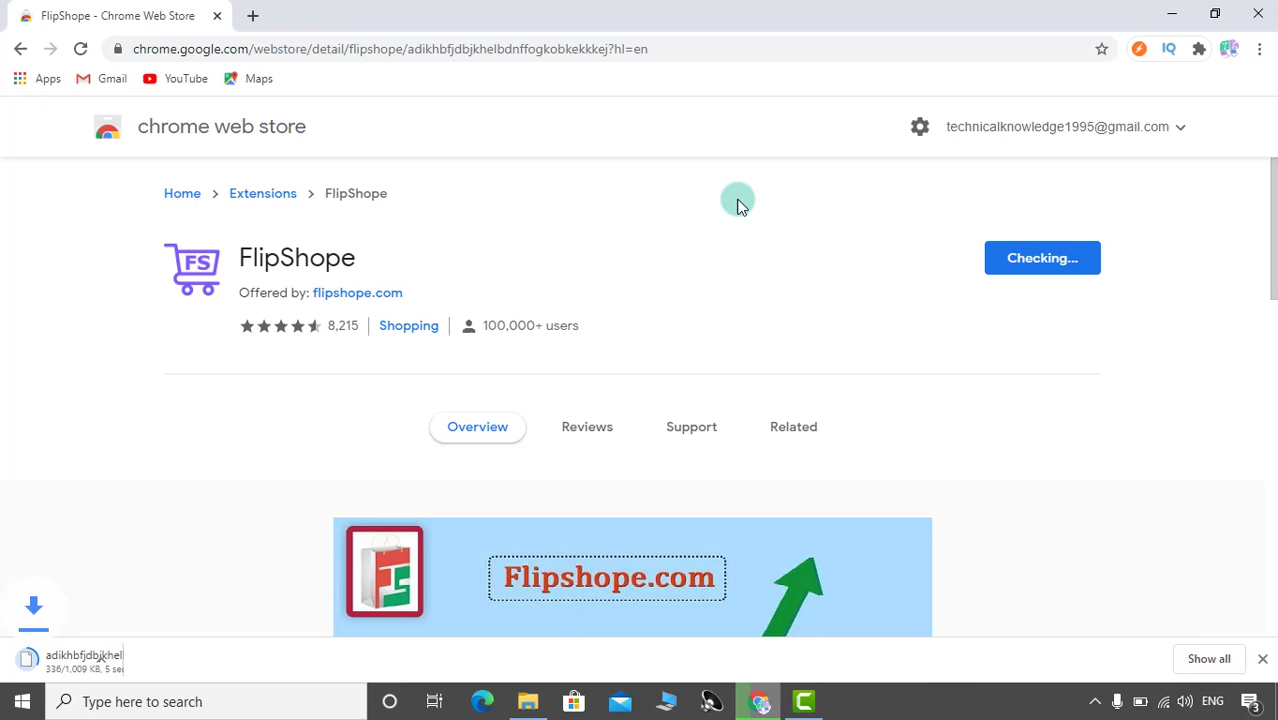 FlipShope - Chrome Web Store
chrome.google.com/webstore/detail/flipshope/adikhbfjdbjkhelbdnffogkobkekkkej?hl=en
IQ
Apps Gmail YouTube Maps
chrome web store
technicalknowledge1995@gmail.com
Home > Extensions > FlipShope
FS
FlipShope
Checking...
Offered by: flipshope.com
8,215 Shopping 100,000+ users
Overview Reviews Support Related
Flipshope.com
adikhbfjdbjkhel
336/1,009 KB, 5 sec
Show all
Type here to search
ENG
3